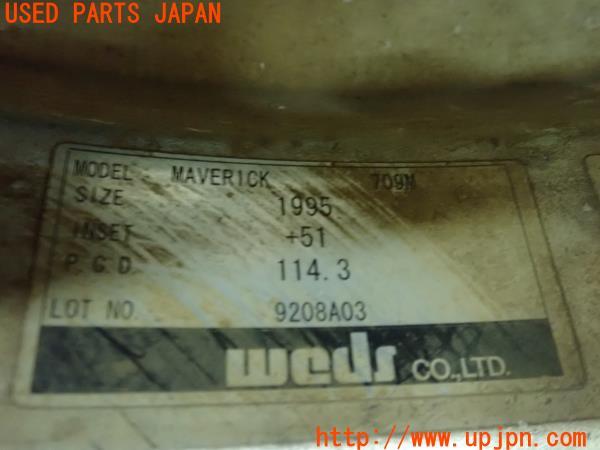 USED PARTS JAPAN
MODEL - MAVER1CK 709M
SIZE 1995
INSET +51
P.C.D. 114.3
LOT NO. 9208A03
weds CO.,LTD.
http://www.upjpn.com/